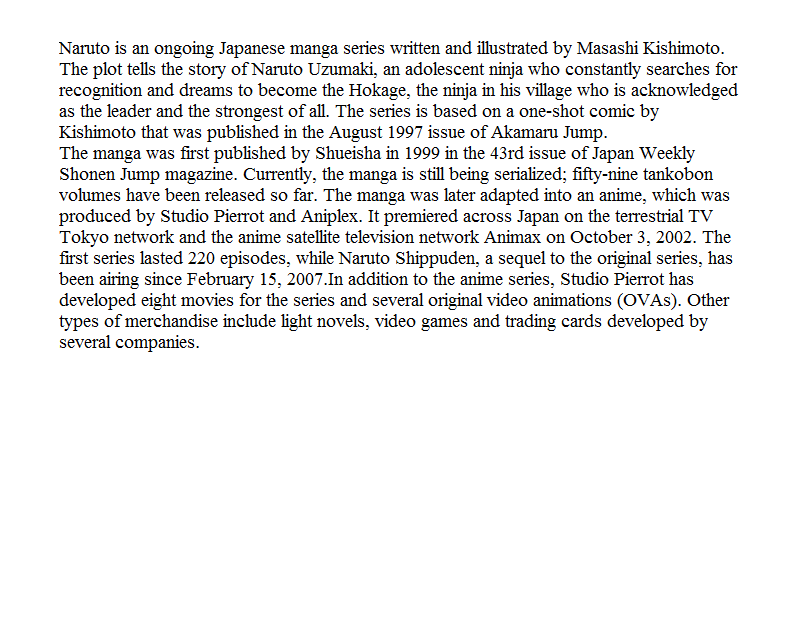 Naruto is an ongoing Japanese manga series written and illustrated by Masashi Kishimoto.
The plot tells the story of Naruto Uzumaki, an adolescent ninja who constantly searches for
recognition and dreams to become the Hokage, the ninja in his village who is acknowledged
as the leader and the strongest of all. The series is based on a one-shot comic by
Kishimoto that was published in the August 1997 issue of Akamaru Jump.
The manga was first published by Shueisha in 1999 in the 43rd issue of Japan Weekly
Shonen Jump magazine. Currently, the manga is still being serialized; fifty-nine tankobon
volumes have been released so far. The manga was later adapted into an anime, which was
produced by Studio Pierrot and Aniplex. It premiered across Japan on the terrestrial TV
Tokyo network and the anime satellite television network Animax on October 3, 2002. The
first series lasted 220 episodes, while Naruto Shippuden, a sequel to the original series, has
been airing since February 15, 2007.In addition to the anime series, Studio Pierrot has
developed eight movies for the series and several original video animations (OVAs). Other
types of merchandise include light novels, video games and trading cards developed by
several companies.